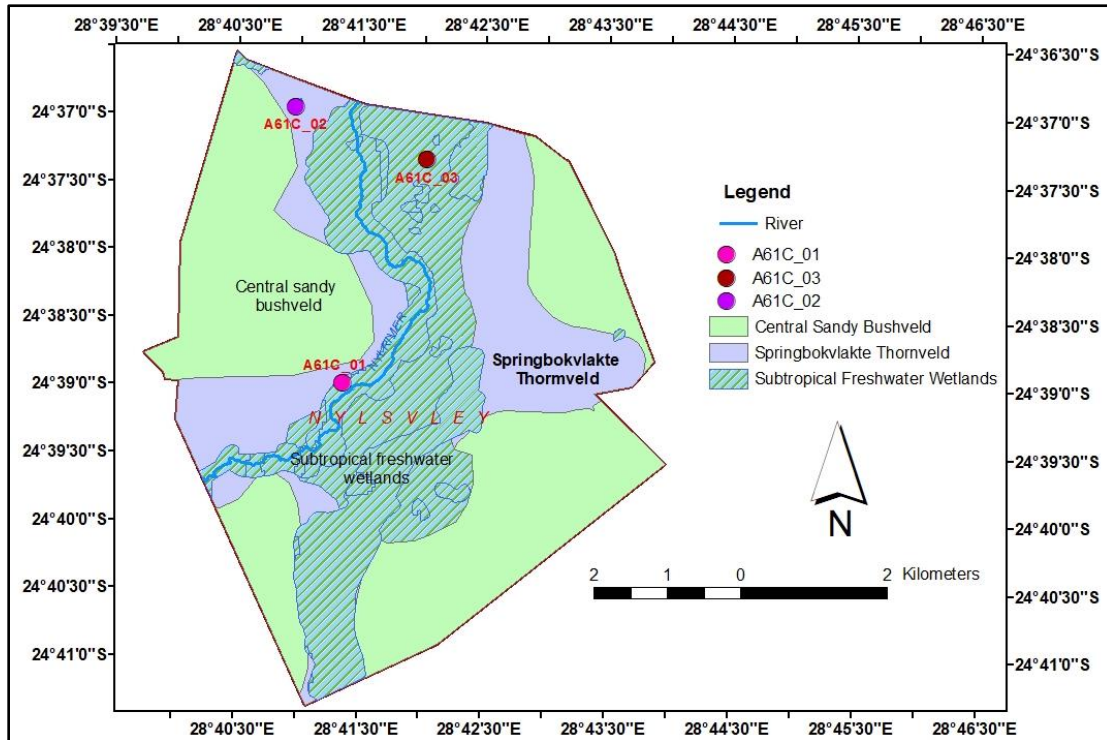 28°39'30"E 28°40'30"E 28°41'30"E 28°42'30"E 28°43'30"E 28°44'30"E 28°45'30"E 28°46'30"E
24°36'30"S
24°37'0"S
24°37'0"S
A61C_02
24°37'30"S
A61C_03
24°37'30"S
Legend
River
24°38'0"S
24°38'0"S
A61C_01
A61C_03
A61C_02
Central sandy
bushveld
24°38'30"S
24°38'30"S
Central Sandy Bushveld
Springbokvlakte Thornveld
Subtropical Freshwater Wetlands
RIVER
A61C_01
Springbokvlakte
Thornveld
24°39'0"S
24°39'0"S
NYLSVLEY
24°39'30"S
24°39'30"S
Subtropical freshwater
wetlands
24°40'0"S
24°40'0"S
N
2 1 0 2 Kilometers
24°40'30"S
24°40'30"S
24°41'0"S
24°41'0"S
28°40'30"E 28°41'30"E 28°42'30"E 28°43'30"E 28°44'30"E 28°45'30"E 28°46'30"E